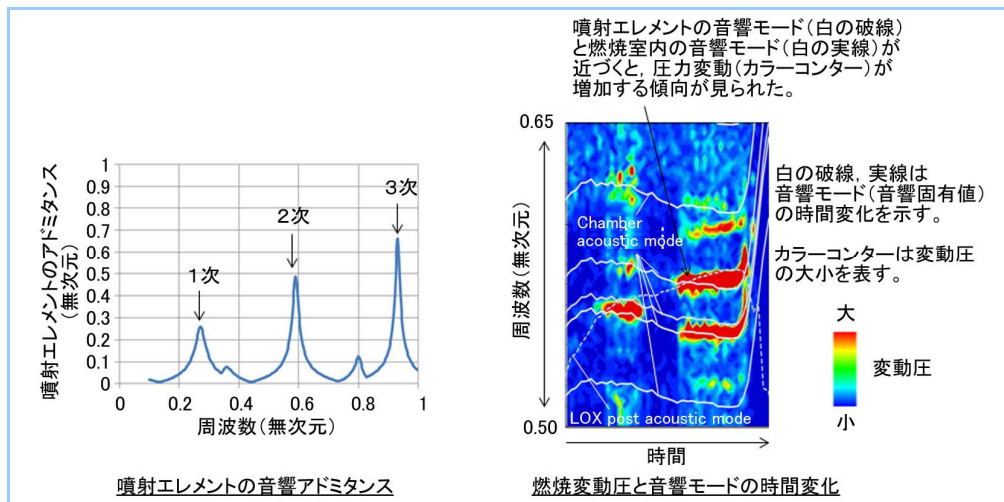 噴射エレメントの音響モード(白の破線)
と燃焼室内の音響モード(白の実線)が
近づくと, 圧力変動(カラーコンター)が
増加する傾向が見られた。
噴射エレメントのアドミタンス
(無次元)
1
0.9
0.8
0.7
0.6
0.5
0.4
0.3
0.2
0.1
0
1次
2次
3次
0 0.2 0.4 0.6 0.8 1
周波数(無次元)
噴射エレメントの音響アドミタンス
0.65
周波数(無次元)
0.50
Chamber
acoustic mode
LOX post acoustic mode
時間
燃焼変動圧と音響モードの時間変化
白の破線, 実線は
音響モード(音響固有値)
の時間変化を示す。
カラーコンターは変動圧
の大小を表す。
大
変動圧
小